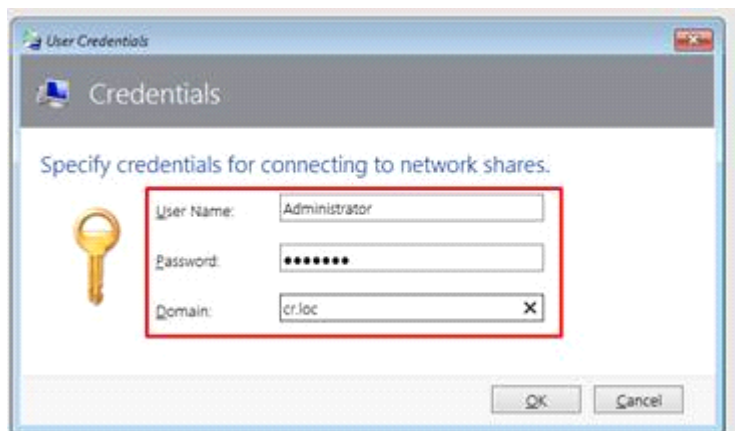 User Credentials
Credentials
Specify credentials for connecting to network shares.
User Name: Administrator
Password: •••••••
Domain: cr.loc
OK Cancel